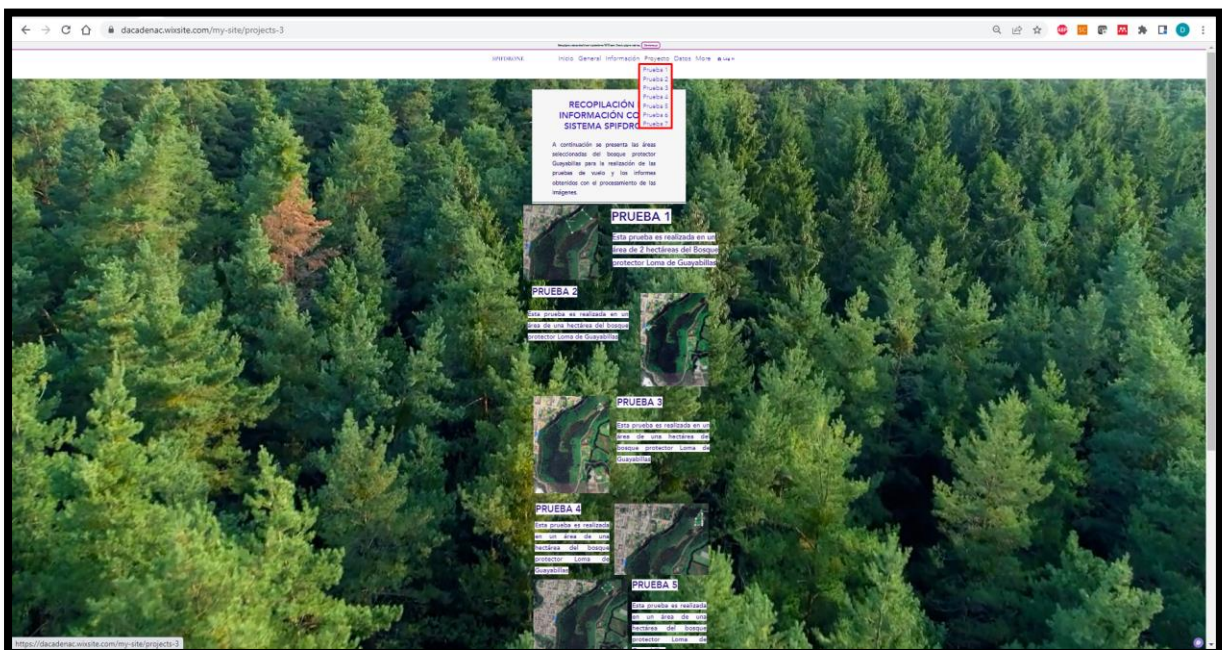 dacadenac.wixsite.com/my-site/projects-3
SPIFDRONE Inicio General Información Proyecto Datos More Log In
Prueba 1
Prueba 2
Prueba 3
Prueba 4
Prueba 5
Prueba 6
Prueba 7
RECOPILACIÓN
INFORMACIÓN CO
SISTEMA SPIFDRO
A continuación se presenta las áreas
seleccionadas del bosque protector
Guayabillas para la realización de las
pruebas de vuelo y los informes
obtenidos con el procesamiento de las
imágenes.
PRUEBA 1
Esta prueba es realizada en un
área de 2 hectáreas del Bosque
protector Loma de Guayabillas
PRUEBA 2
Esta prueba es realizada en un
área de una hectárea del bosque
protector Loma de Guayabillas
PRUEBA 3
Esta prueba es realizada en un
área de una hectárea del
bosque protector Loma de
Guayabillas
PRUEBA 4
Esta prueba es realizada
en un área de una
hectárea del bosque
protector Loma de
Guayabillas
PRUEBA 5
Esta prueba es realizada
en un área de una
hectárea del bosque
protector Loma de
https://dacadenac.wixsite.com/my-site/projects-3